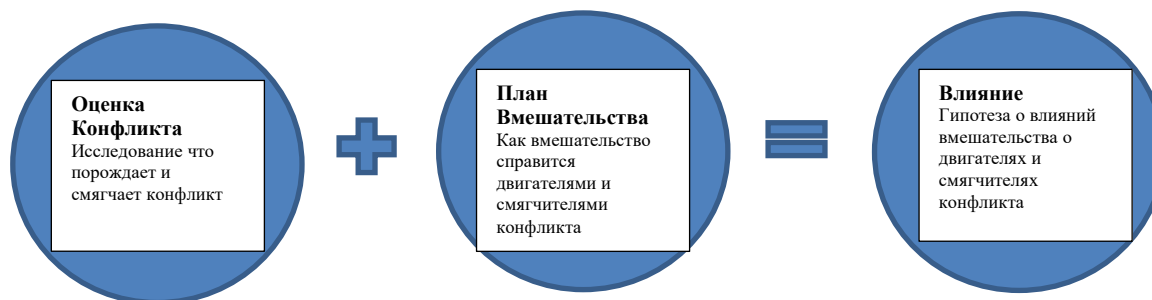 Оценка
Конфликта
Исследование что
порождает и
смягчает конфликт
План
Вмешательства
Как вмешательство
справится
двигателями и
смягчителями
конфликта
Влияние
Гипотеза о влияний
вмешательства о
двигателях и
смягчителях
конфликта